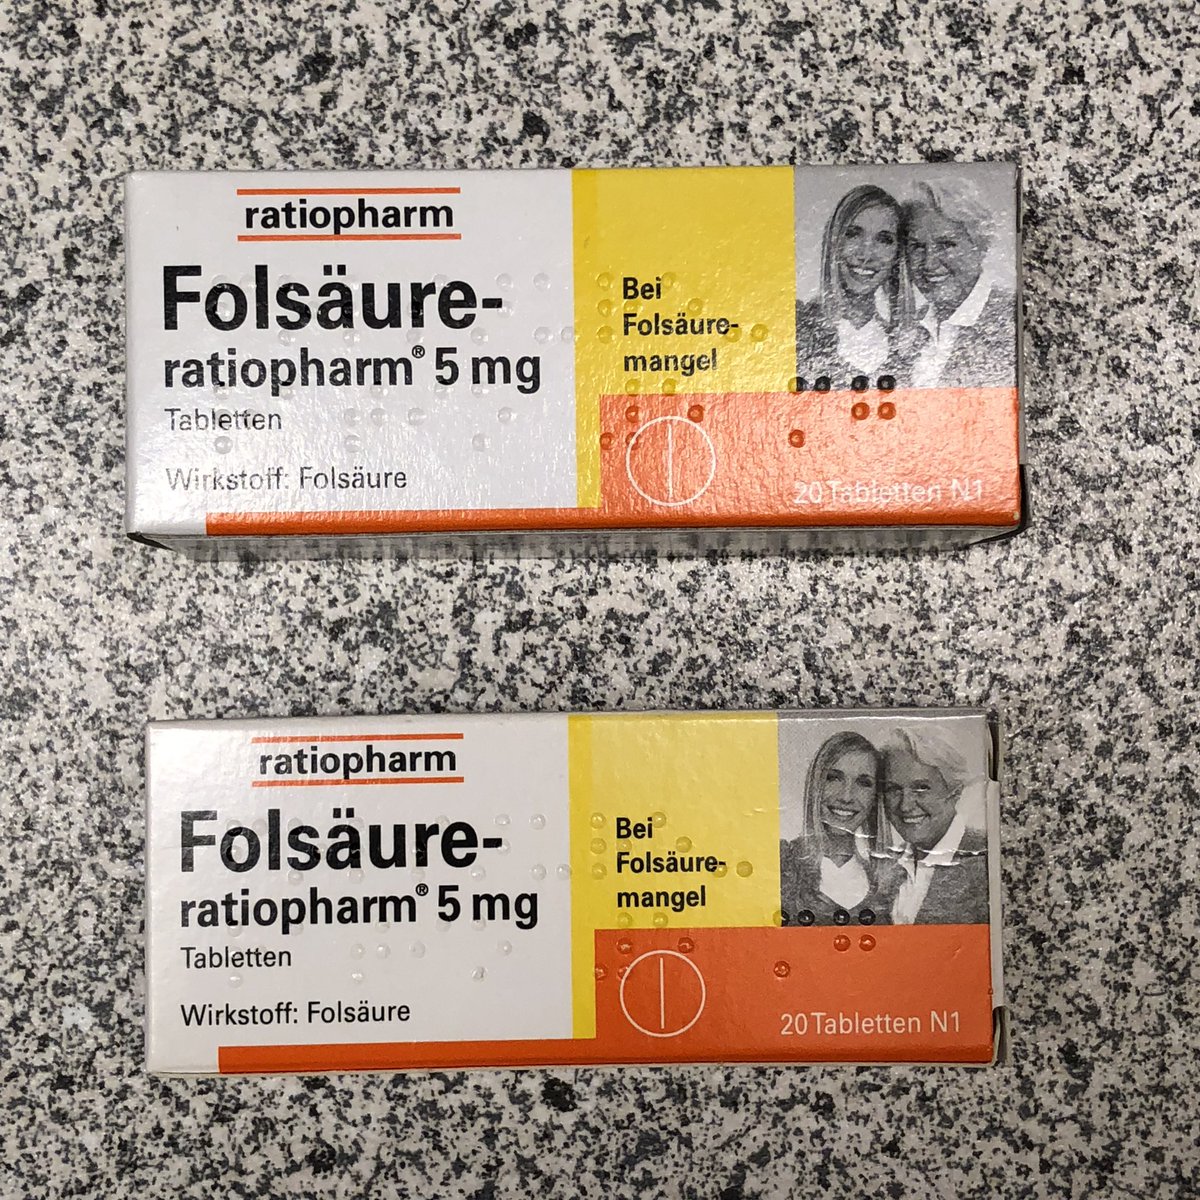 ratiopharm
Folsäure-
ratiopharm® 5 mg
Tabletten
Wirkstoff: Folsäure
Bei
Folsäure-
mangel
20 Tabletten N1
ratiopharm
Folsäure-
ratiopharm® 5 mg
Tabletten
Wirkstoff: Folsäure
Bei
Folsäure-
mangel
20 Tabletten N1